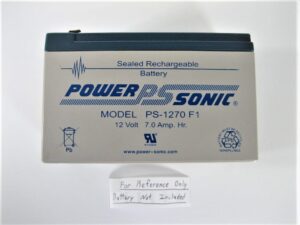 Sealed Rechargeable
Battery
POWER PS SONIC®
MODEL PS-1270 F1
12 Volt 7.0 Amp. Hr.
Pb
www.power-sonic.com
For Reference Only
Battery Not Included